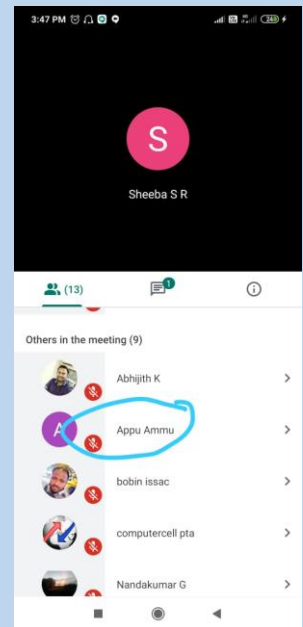 3:47 PM
24
S
Sheeba S R
(13)
1
Others in the meeting (9)
Abhijith K
A
Appu Ammu
bobin issac
computercell pta
Nandakumar G